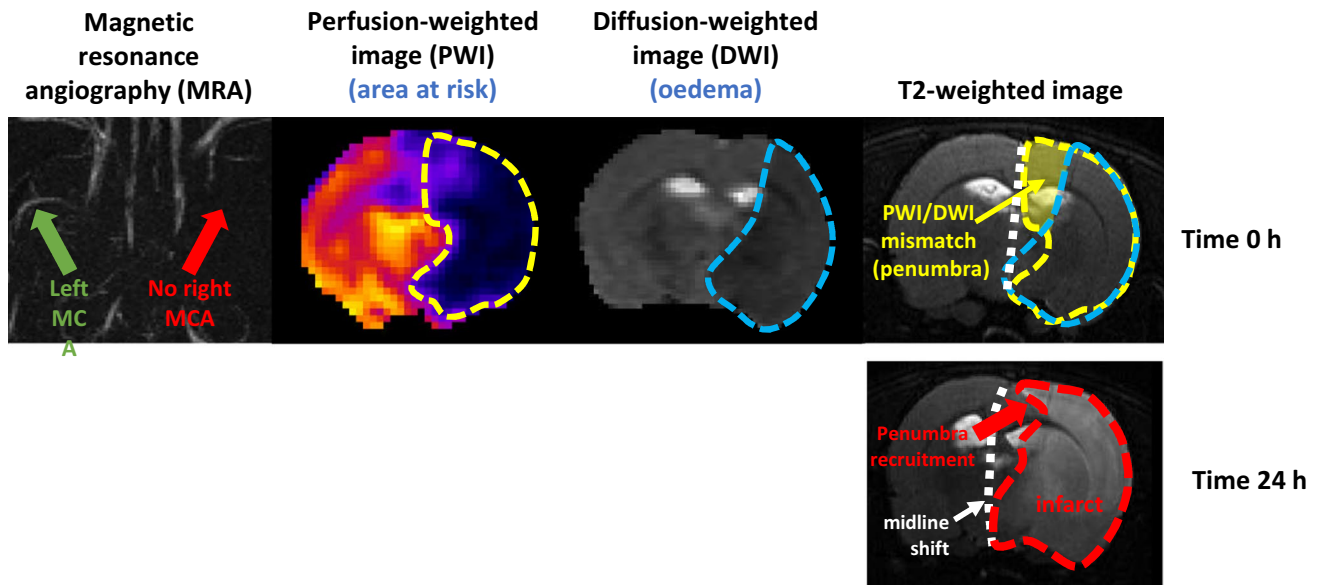 Magnetic
resonance
angiography (MRA)
Perfusion-weighted
image (PWI)
(area at risk)
Diffusion-weighted
image (DWI)
(oedema)
T2-weighted image
Left
MC
A
No right
MCA
PWI/DWI
mismatch
(penumbra)
Time 0 h
Penumbra
recruitment
infarct
midline
shift
Time 24 h